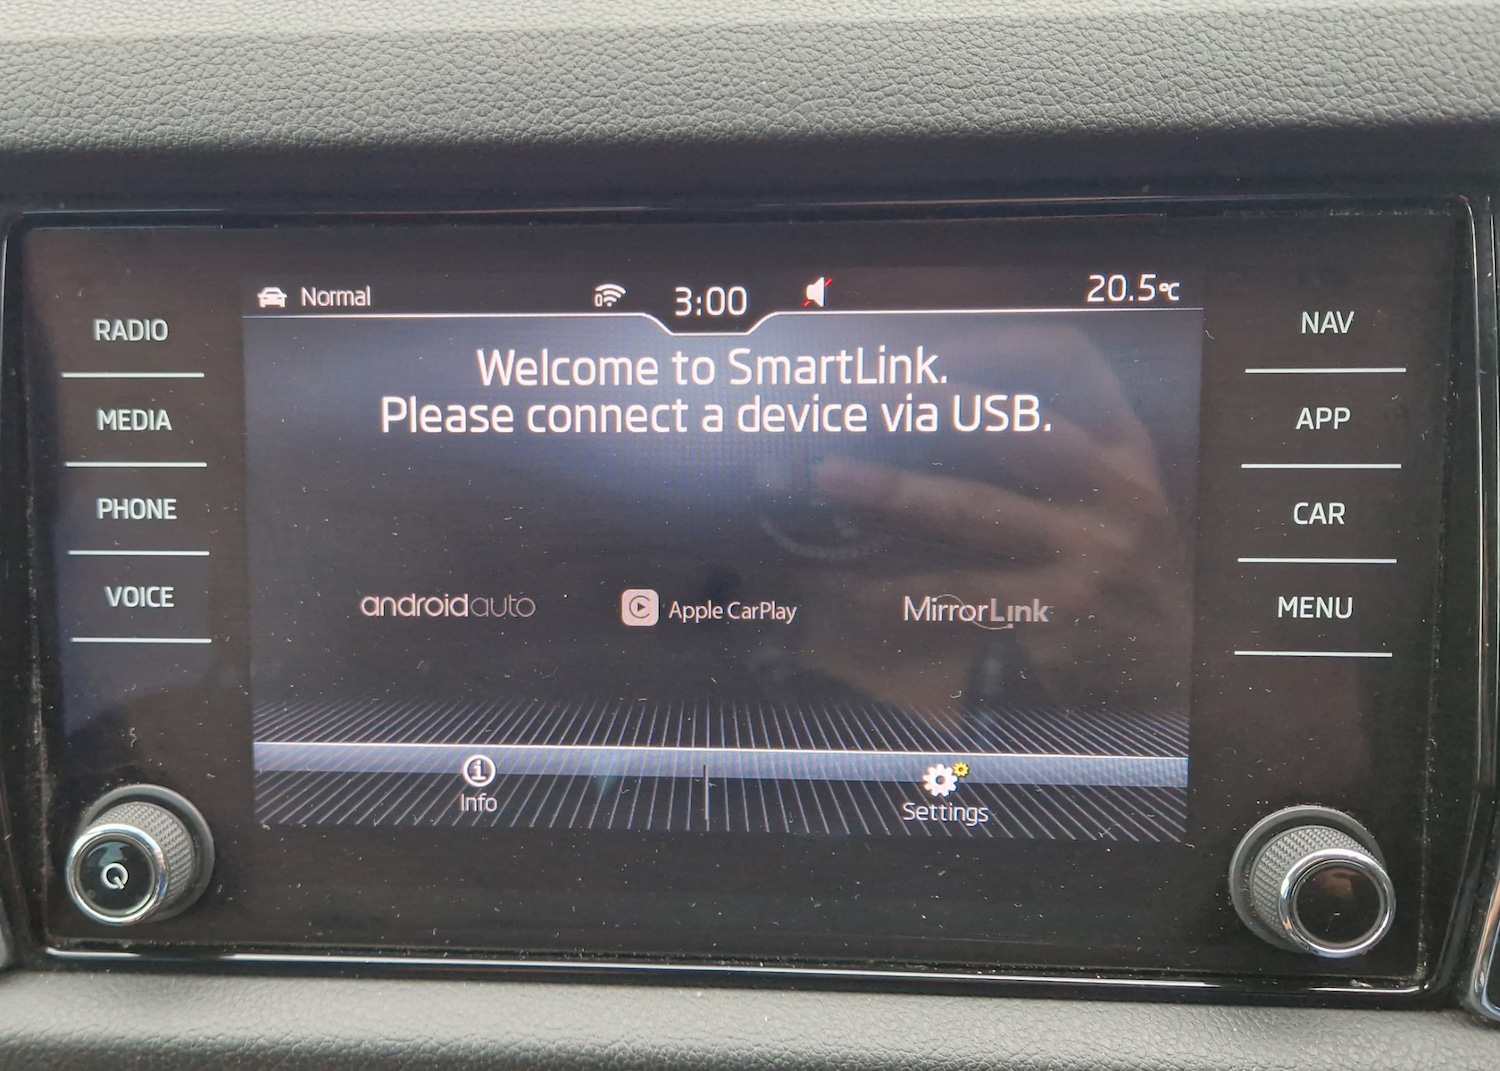 Normal
3:00
20.5°C
RADIO
MEDIA
PHONE
VOICE
Welcome to SmartLink.
Please connect a device via USB.
androidauto
Apple CarPlay
MirrorLink
Info
Settings
NAV
APP
CAR
MENU